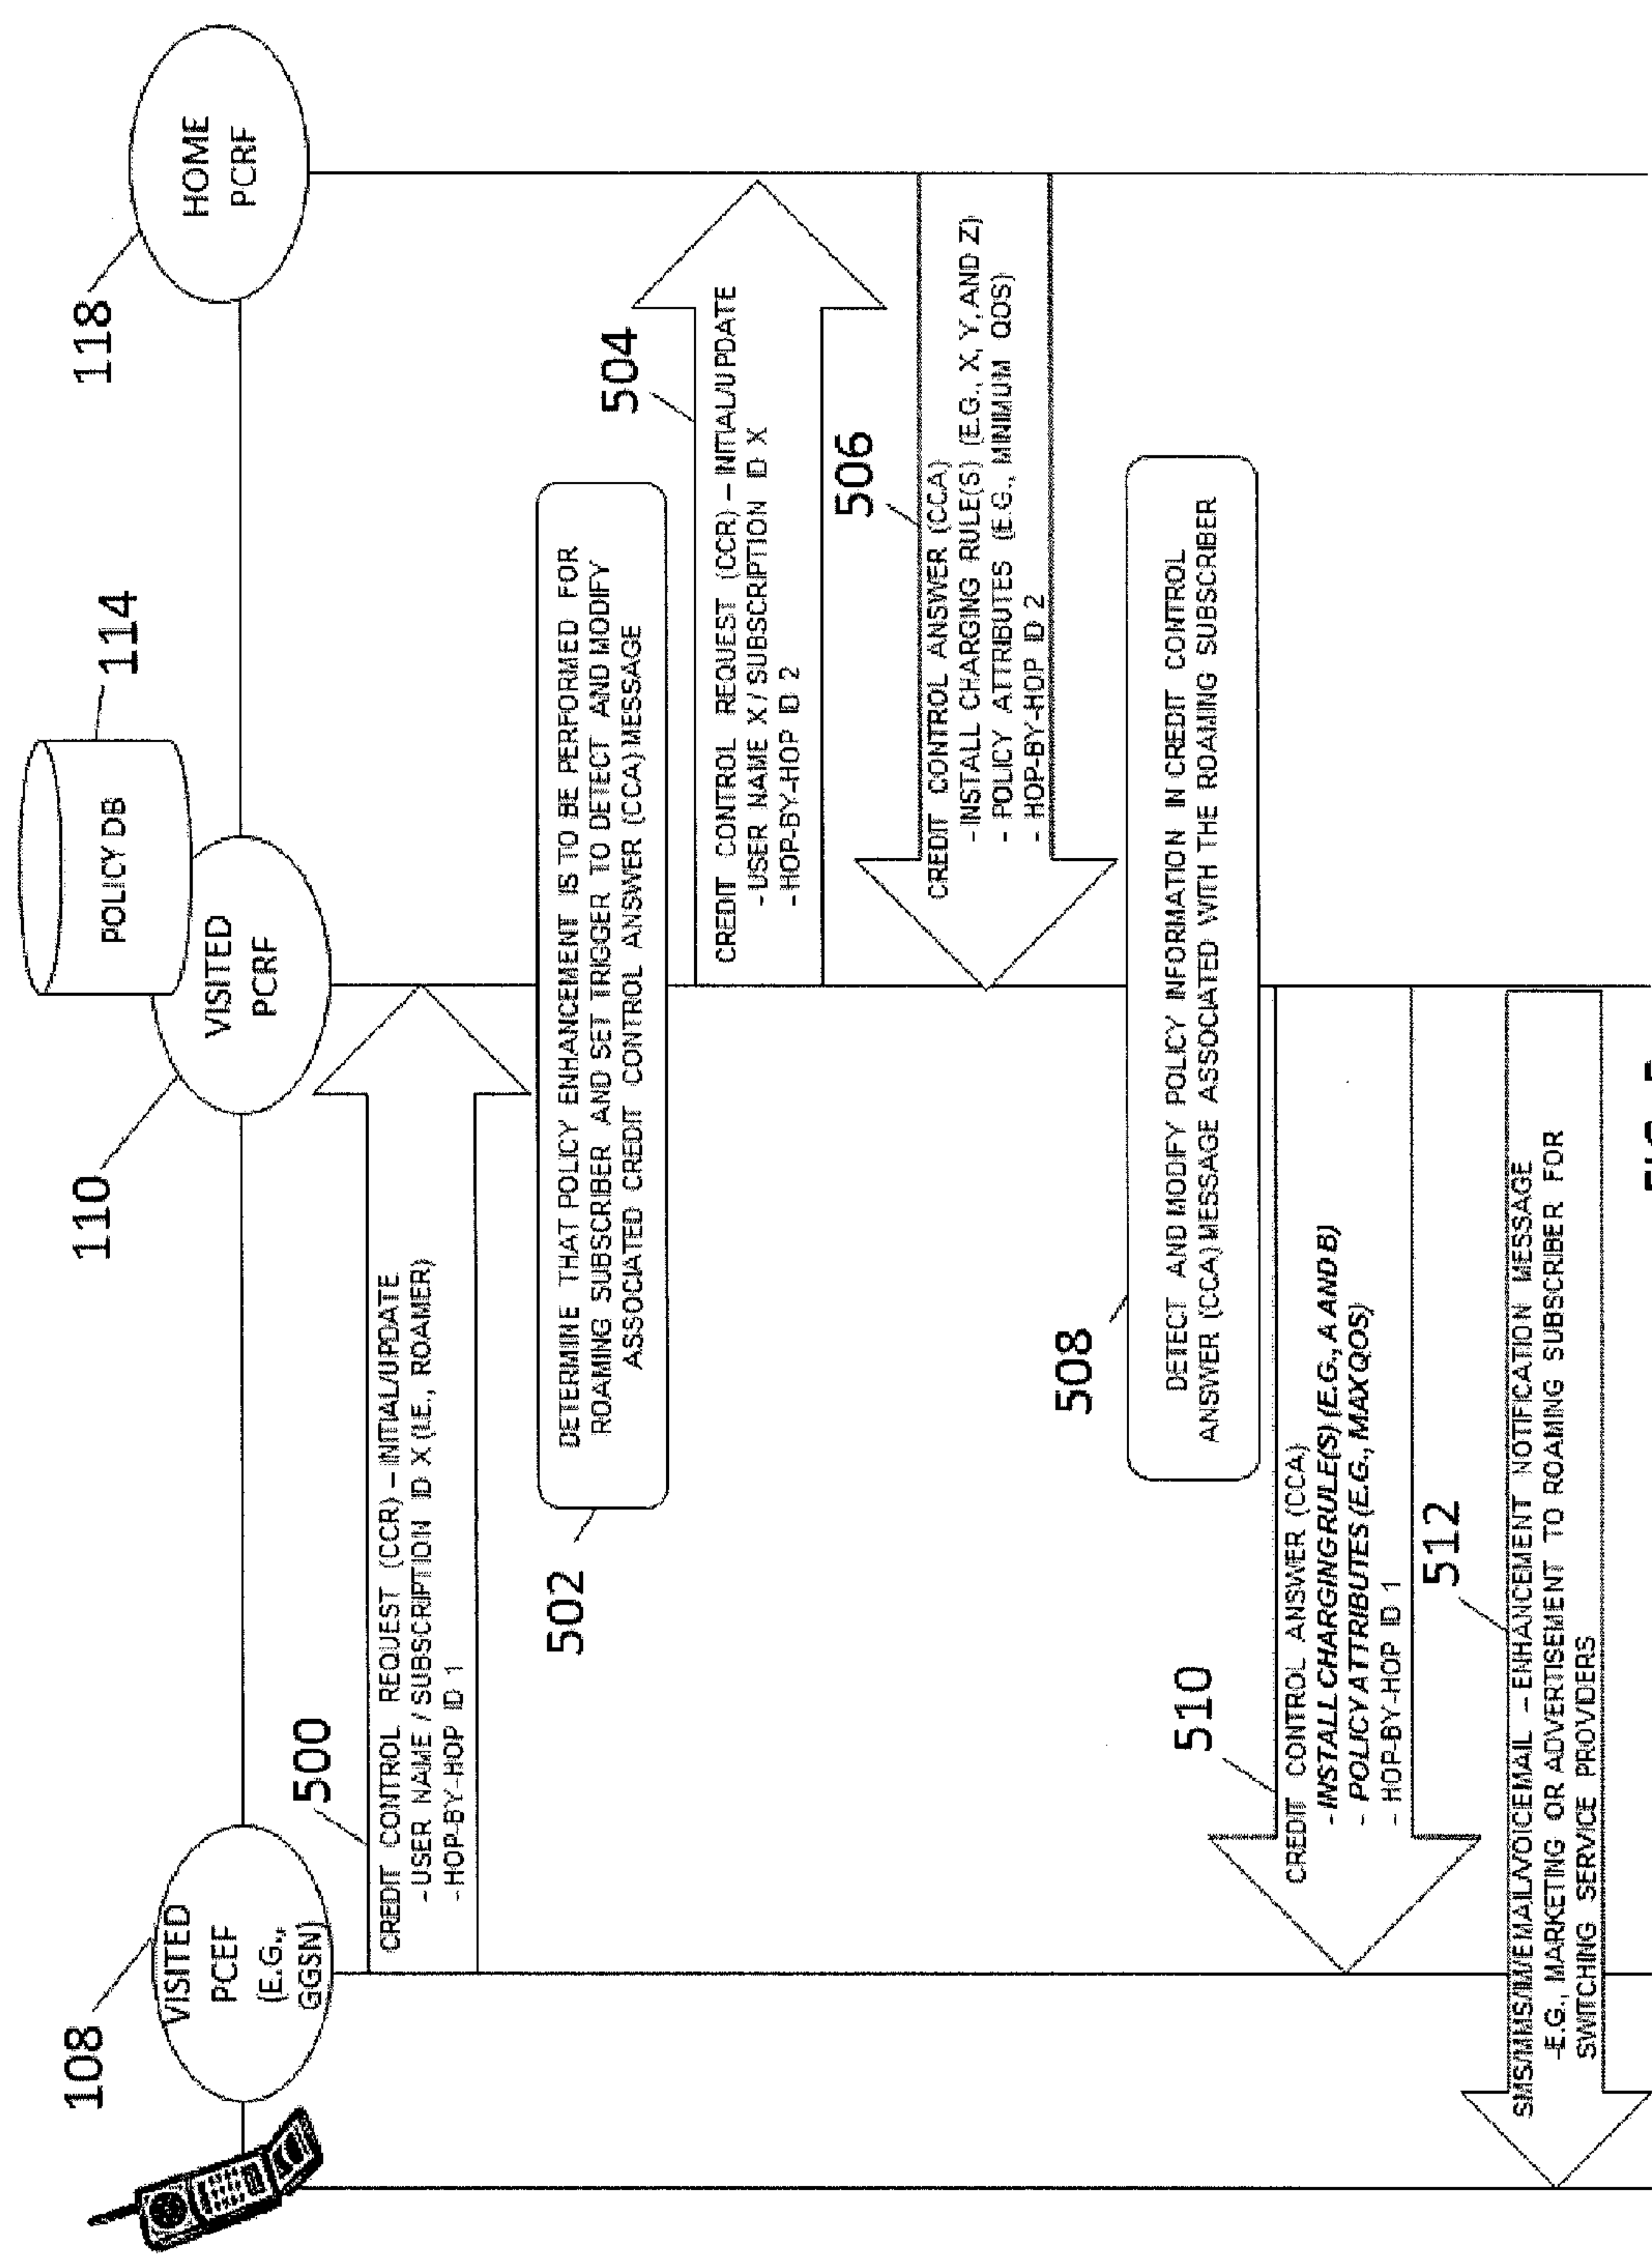 108
VISITED
PCEF
(E.G.,
GGSN)
110
VISITED
PCRF
POLICY DB
114
118
HOME
PCRF
500
CREDIT CONTROL REQUEST (CCR) – INITIAL/UPDATE
- USER NAME / SUBSCRIPTION ID X (I.E., ROAMER)
- HOP-BY-HOP ID 1
502
DETERMINE THAT POLICY ENHANCEMENT IS TO BE PERFORMED FOR
ROAMING SUBSCRIBER AND SET TRIGGER TO DETECT AND MODIFY
ASSOCIATED CREDIT CONTROL ANSWER (CCA) MESSAGE
504
CREDIT CONTROL REQUEST (CCR) – INITIAL/UPDATE
- USER NAME X / SUBSCRIPTION ID X
- HOP-BY-HOP ID 2
506
CREDIT CONTROL ANSWER (CCA)
- INSTALL CHARGING RULE(S) (E.G., X, Y, AND Z)
- POLICY ATTRIBUTES (E.G., MINIMUM QOS)
- HOP-BY-HOP ID 2
508
DETECT AND MODIFY POLICY INFORMATION IN CREDIT CONTROL
ANSWER (CCA) MESSAGE ASSOCIATED WITH THE ROAMING SUBSCRIBER
510
CREDIT CONTROL ANSWER (CCA)
- INSTALL CHARGING RULE(S) (E.G., A AND B)
- POLICY ATTRIBUTES (E.G., MAX QOS)
- HOP-BY-HOP ID 1
512
SMS/MMS/IM/EMAIL/VOICEMAIL – ENHANCEMENT NOTIFICATION MESSAGE
-E.G., MARKETING OR ADVERTISEMENT TO ROAMING SUBSCRIBER FOR
SWITCHING SERVICE PROVIDERS